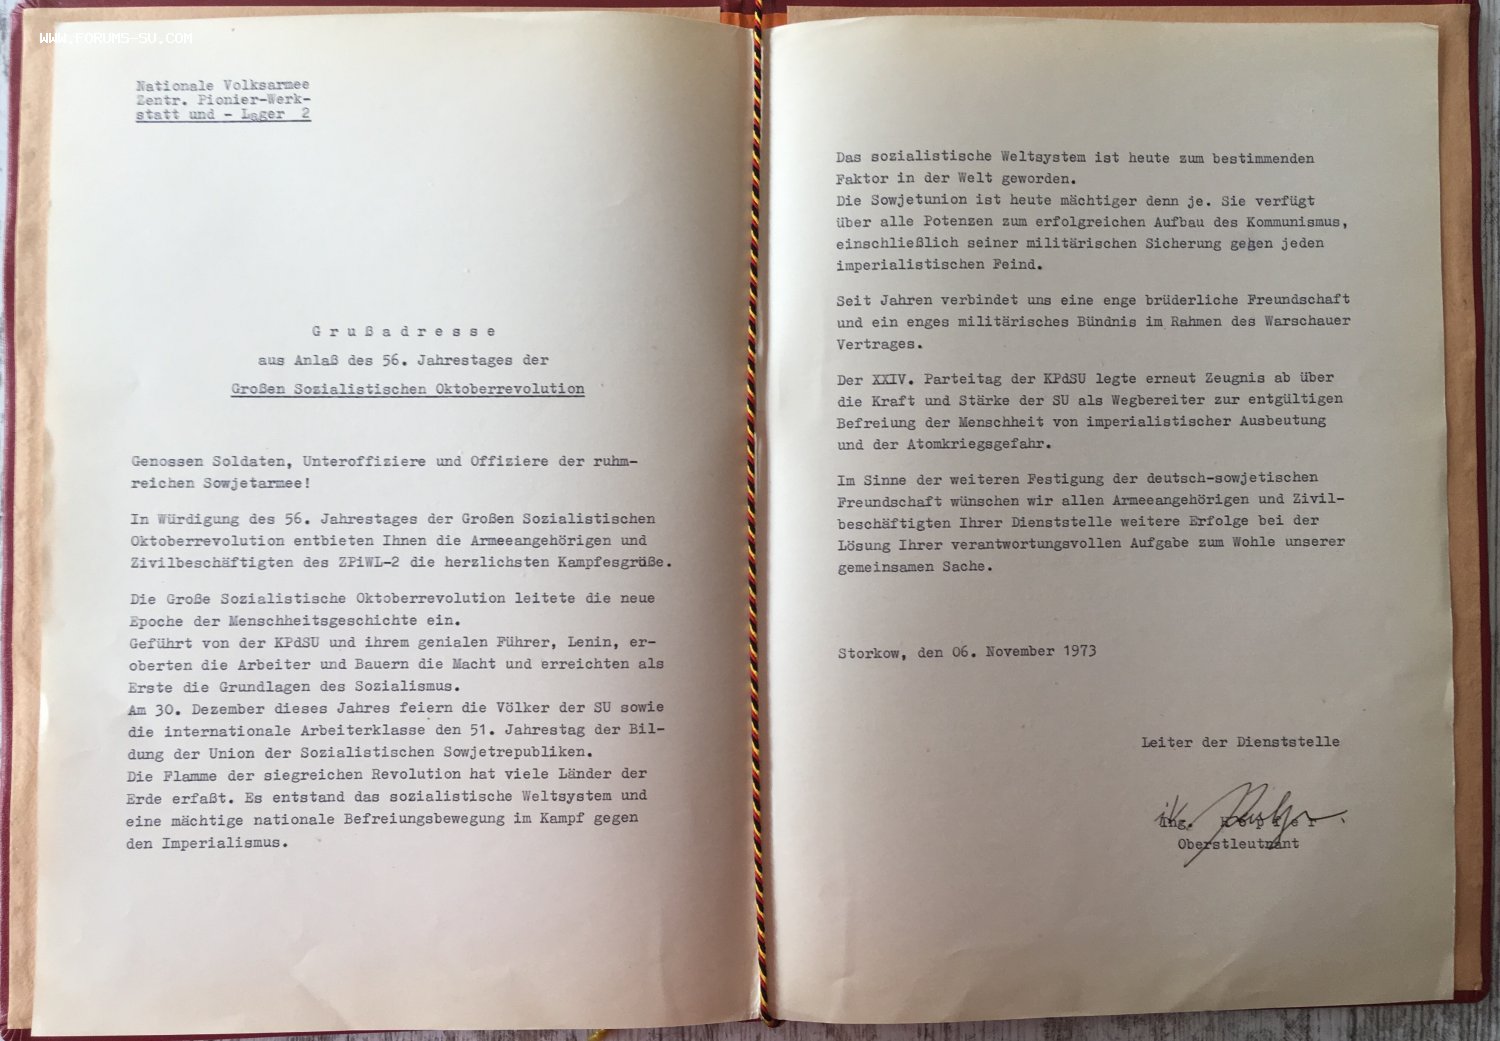 WWW.FORUMS-SU.COM
Nationale Volksarmee
Zentr. Pionier-Werk-
statt und - Lager 2
Grußadresse
aus Anlaß des 56. Jahrestages der
Großen Sozialistischen Oktoberrevolution
Genossen Soldaten, Unteroffiziere und Offiziere der ruhm-
reichen Sowjetarmee!
In Würdigung des 56. Jahrestages der Großen Sozialistischen
Oktoberrevolution entbieten Ihnen die Armeeangehörigen und
Zivilbeschäftigten des ZPiWL-2 die herzlichsten Kampfesgrüße.
Die Große Sozialistische Oktoberrevolution leitete die neue
Epoche der Menschheitsgeschichte ein.
Geführt von der KPdSU und ihrem genialen Führer, Lenin, er-
oberten die Arbeiter und Bauern die Macht und erreichten als
Erste die Grundlagen des Sozialismus.
Am 30. Dezember dieses Jahres feiern die Völker der SU sowie
die internationale Arbeiterklasse den 51. Jahrestag der Bil-
dung der Union der Sozialistischen Sowjetrepubliken.
Die Flamme der siegreichen Revolution hat viele Länder der
Erde erfaßt. Es entstand das sozialistische Weltsystem und
eine mächtige nationale Befreiungsbewegung im Kampf gegen
den Imperialismus.
Das sozialistische Weltsystem ist heute zum bestimmenden
Faktor in der Welt geworden.
Die Sowjetunion ist heute mächtiger denn je. Sie verfügt
über alle Potenzen zum erfolgreichen Aufbau des Kommunismus,
einschließlich seiner militärischen Sicherung gegen jeden
imperialistischen Feind.
Seit Jahren verbindet uns eine enge brüderliche Freundschaft
und ein enges militärisches Bündnis im Rahmen des Warschauer
Vertrages.
Der XXIV. Parteitag der KPdSU legte erneut Zeugnis ab über
die Kraft und Stärke der SU als Wegbereiter zur entgültigen
Befreiung der Menschheit von imperialistischer Ausbeutung
und der Atomkriegsgefahr.
Im Sinne der weiteren Festigung der deutsch-sowjetischen
Freundschaft wünschen wir allen Armeeangehörigen und Zivil-
beschäftigten Ihrer Dienststelle weitere Erfolge bei der
Lösung Ihrer verantwortungsvollen Aufgabe zum Wohle unserer
gemeinsamen Sache.
Storkow, den 06. November 1973
Leiter der Dienststelle
Ing.
Oberstleutnant